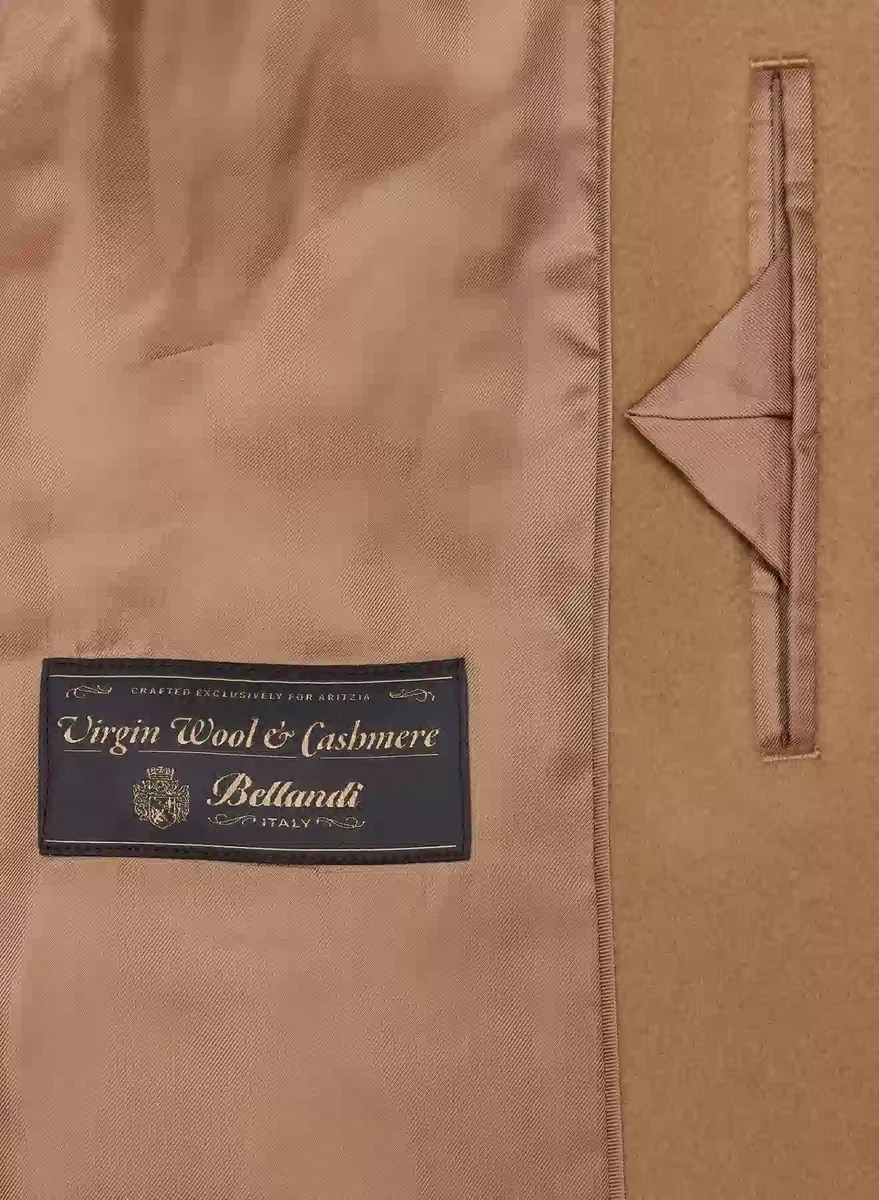 CRAFTED EXCLUSIVELY FOR ARITZIA
Virgin Wool & Cashmere
Bellandi
ITALY